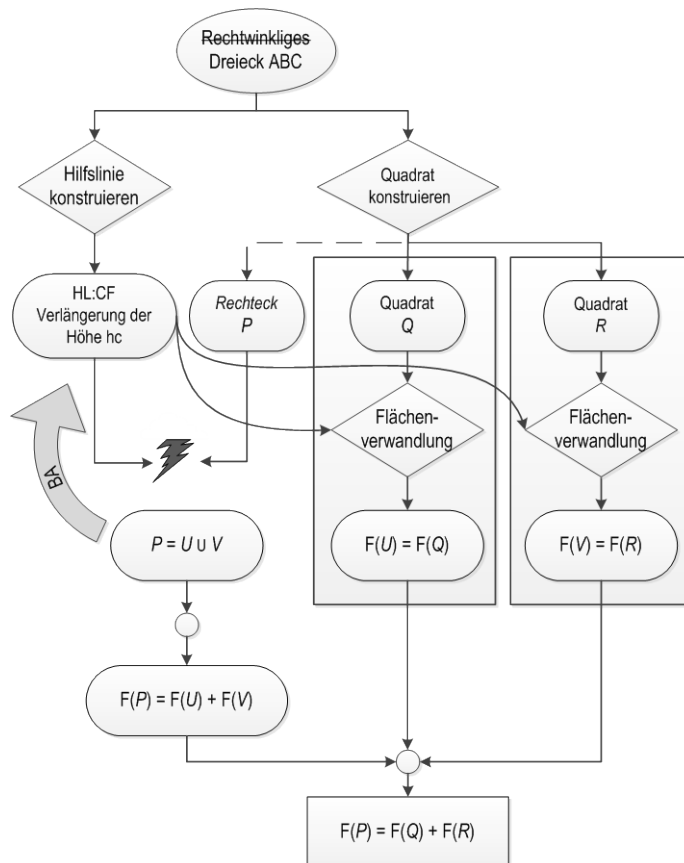 Rechtwinkliges
Dreieck ABC
Hilfslinie
konstruieren
Quadrat
konstruieren
HL:CF
Verlängerung der
Höhe hc
Rechteck
P
Quadrat
Q
Quadrat
R
Flächen-
verwandlung
Flächen-
verwandlung
BA
P = U ∪ V
F(U) = F(Q)
F(V) = F(R)
F(P) = F(U) + F(V)
F(P) = F(Q) + F(R)